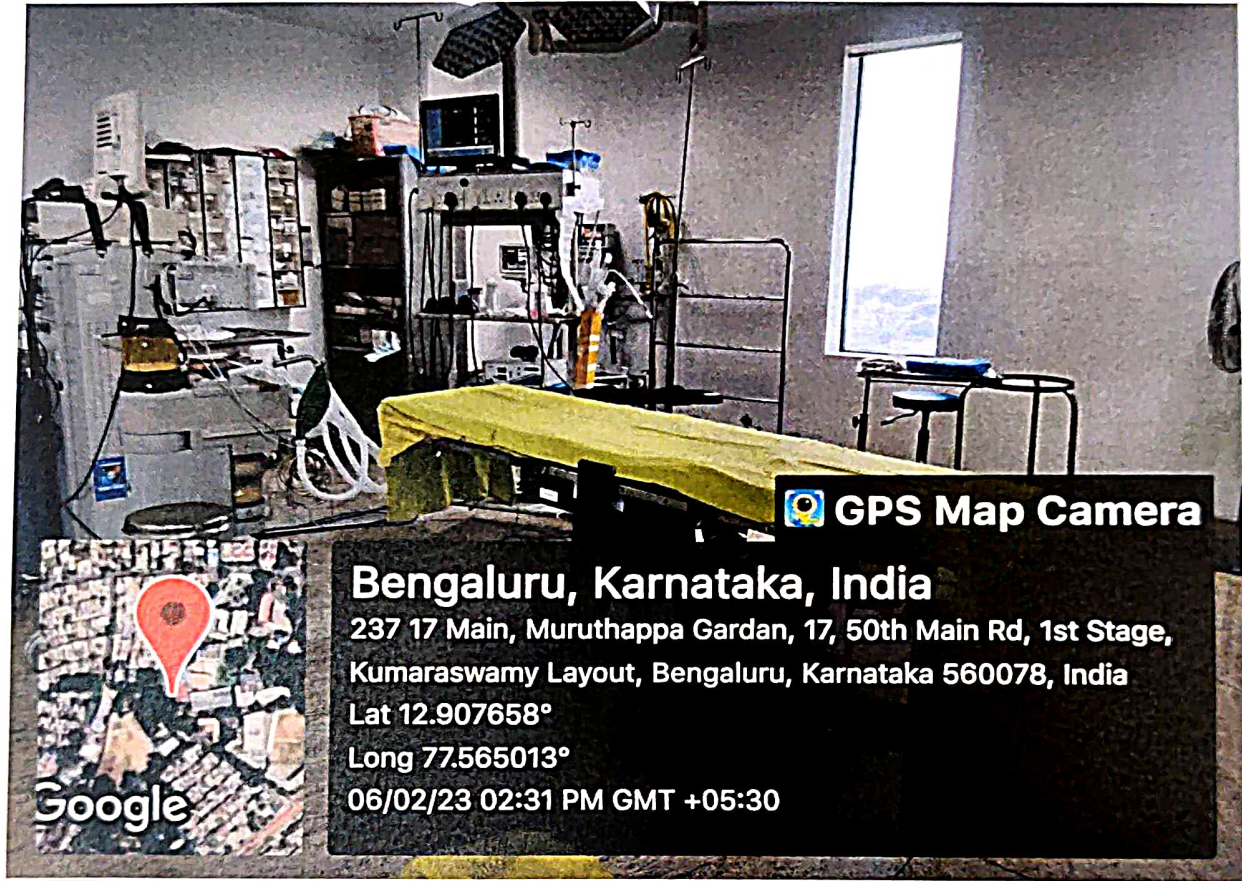 GPS Map Camera
Bengaluru, Karnataka, India
237 17 Main, Muruthappa Gardan, 17, 50th Main Rd, 1st Stage,
Kumaraswamy Layout, Bengaluru, Karnataka 560078, India
Lat 12.907658°
Long 77.565013°
06/02/23 02:31 PM GMT +05:30
Google